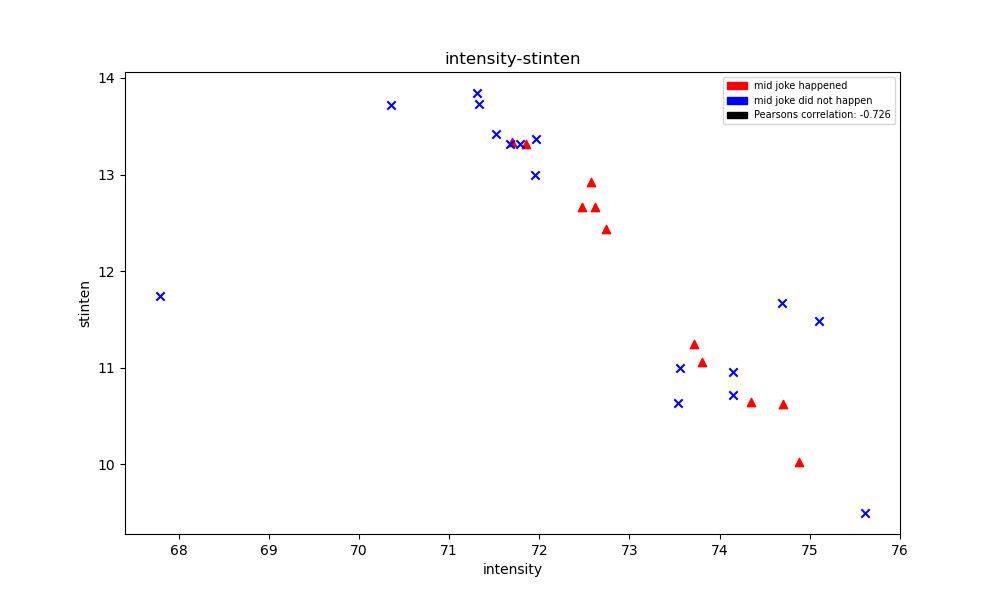 intensity-stinten
mid joke happened
mid joke did not happen
Pearsons correlation: -0.726
14
13
12
11
10
stinten
68 69 70 71 72 73 74 75 76
intensity